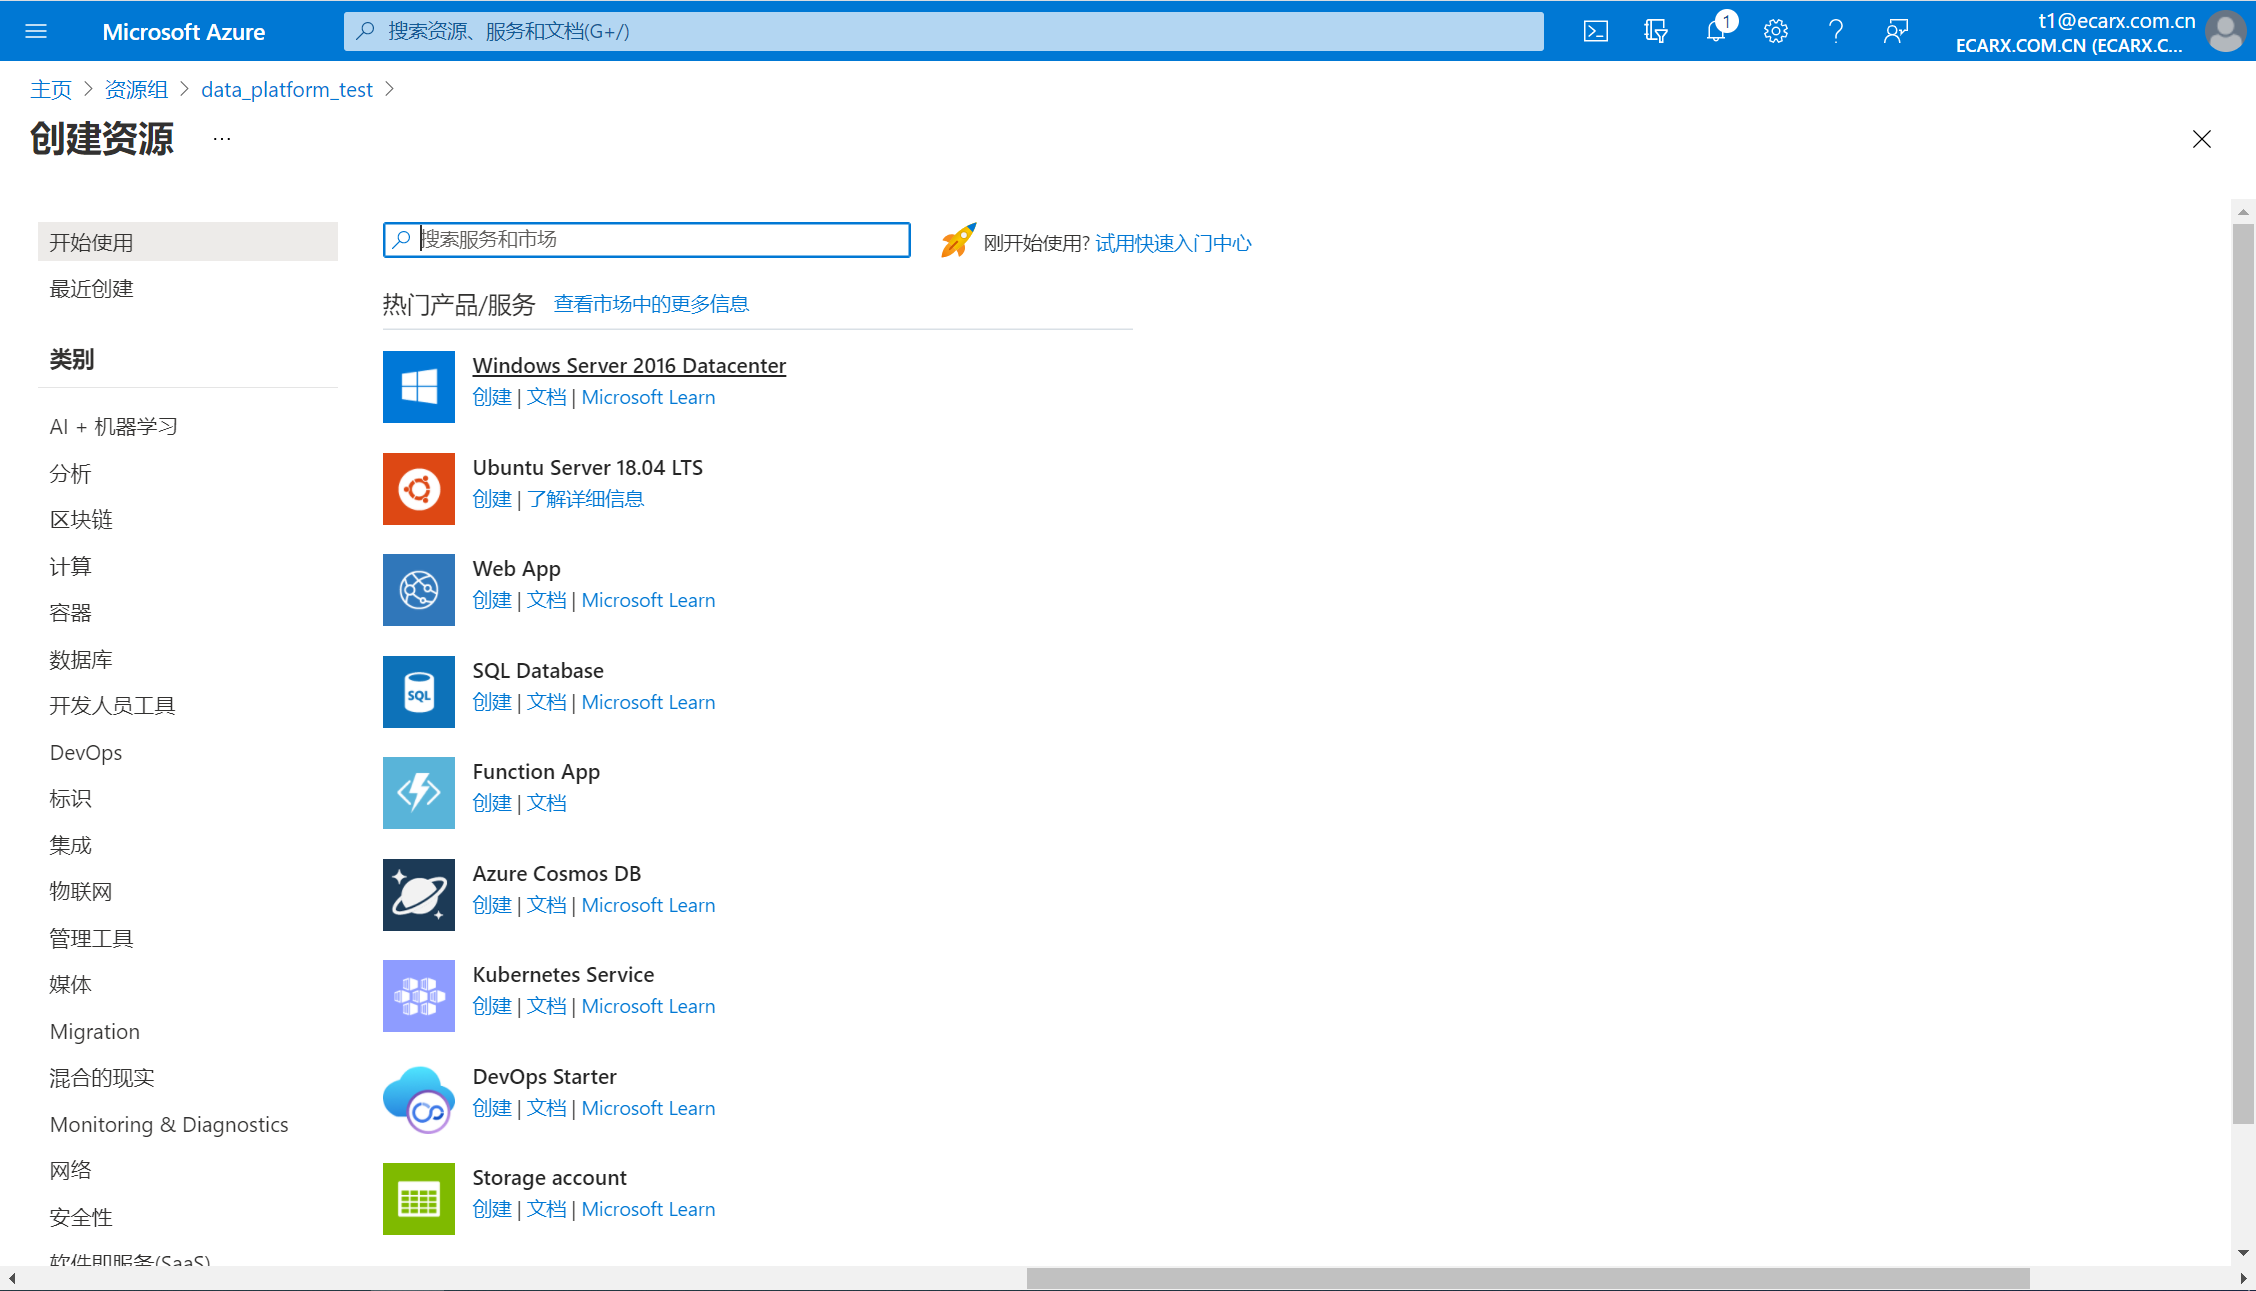 Microsoft Azure
搜索资源、服务和文档(G+/)
1
t1@ecarx.com.cn
ECARX.COM.CN (ECARX.C...
主页 > 资源组 > data_platform_test >
创建资源 ...
开始使用
最近创建
类别
AI + 机器学习
分析
区块链
计算
容器
数据库
开发人员工具
DevOps
标识
集成
物联网
管理工具
媒体
Migration
混合的现实
Monitoring & Diagnostics
网络
安全性
软件即服务(SaaS)
搜索服务和市场
刚开始使用? 试用快速入门中心
热门产品/服务 查看市场中的更多信息
Windows Server 2016 Datacenter
创建 | 文档 | Microsoft Learn
Ubuntu Server 18.04 LTS
创建 | 了解详细信息
Web App
创建 | 文档 | Microsoft Learn
SQL
SQL Database
创建 | 文档 | Microsoft Learn
Function App
创建 | 文档
Azure Cosmos DB
创建 | 文档 | Microsoft Learn
Kubernetes Service
创建 | 文档 | Microsoft Learn
DevOps Starter
创建 | 文档 | Microsoft Learn
Storage account
创建 | 文档 | Microsoft Learn